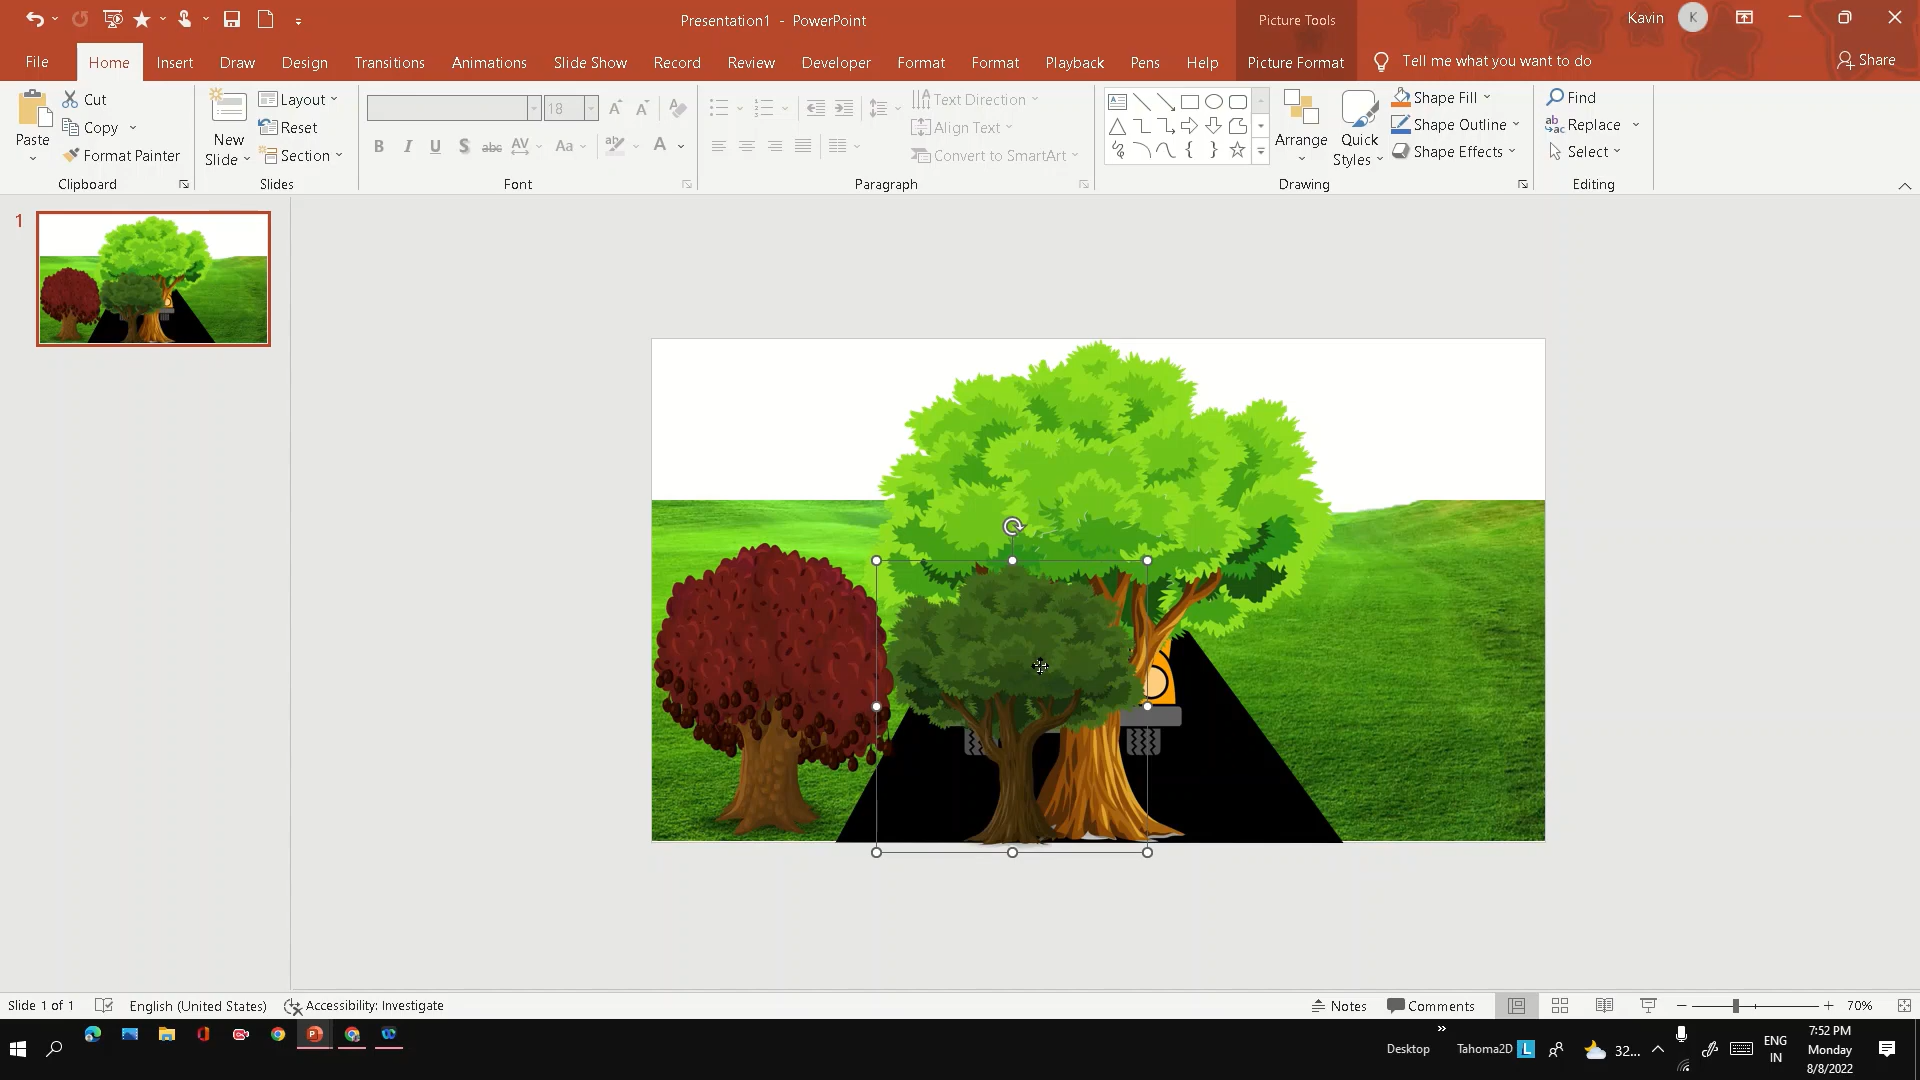 Presentation1 - PowerPoint
Picture Tools
Kavin
K
File
Home
Insert
Draw
Design
Transitions
Animations
Slide Show
Record
Review
Developer
Format
Format
Playback
Pens
Help
Picture Format
Tell me what you want to do
Share
Paste
Cut
Copy
Format Painter
Clipboard
New
Slide
Layout
Reset
Section
Slides
18
B I U S abc AV Aa A
Font
Text Direction
Align Text
Convert to SmartArt
Paragraph
Arrange
Quick
Styles
Shape Fill
Shape Outline
Shape Effects
Drawing
Find
Replace
Select
Editing
1
Slide 1 of 1
English (United States)
Accessibility: Investigate
Notes
Comments
70%
Desktop
Tahoma2D
L
32...
ENG
IN
7:52 PM
Monday
8/8/2022